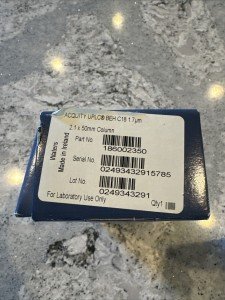 ACQUITY UPLC® BEH C18 1.7µm
2.1 x 50mm Column
Part No
186002350
Serial No
02493432915785
Lot No
0249343291
Waters
Made in Ireland
For Laboratory Use Only
Qty1